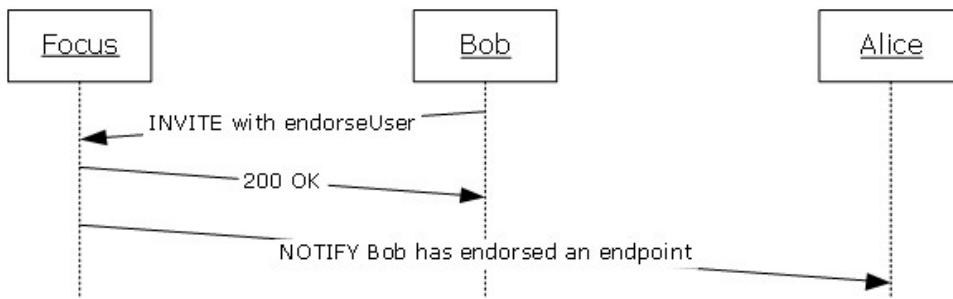 Focus
Bob
Alice
INVITE with endorseUser
200 OK
NOTIFY Bob has endorsed an endpoint